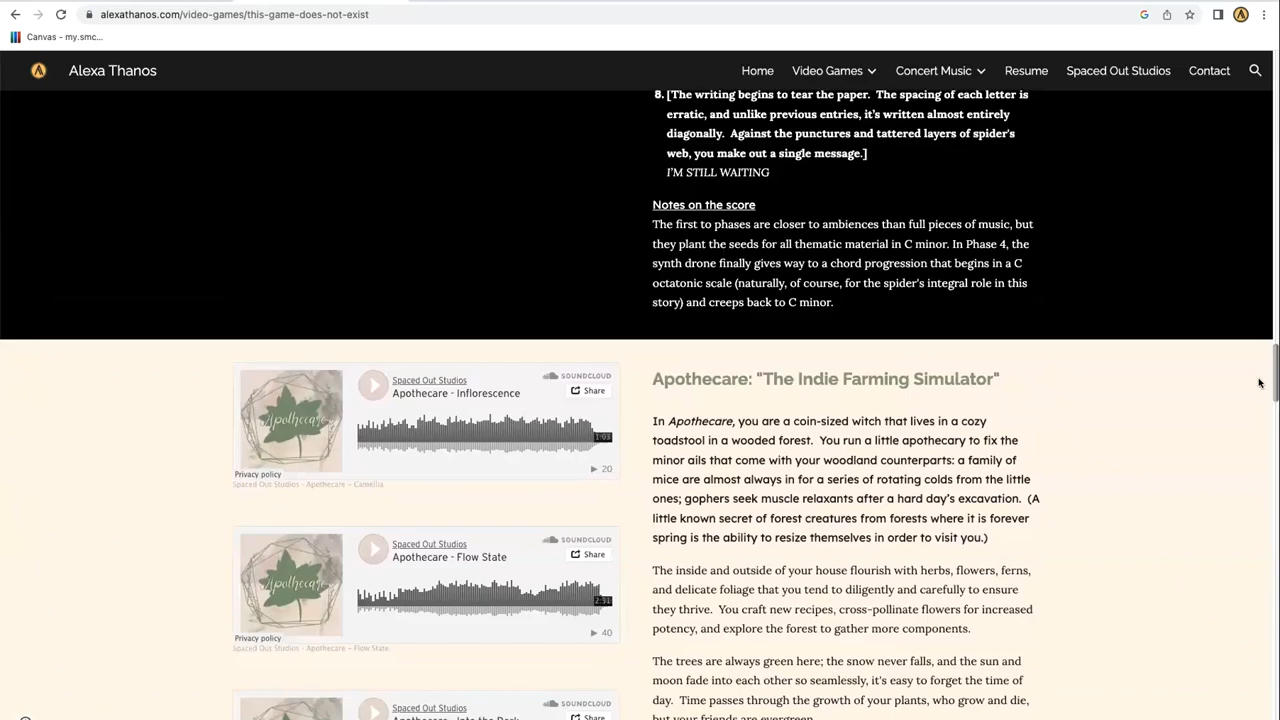 alexathanos.com/video-games/this-game-does-not-exist
Canvas - my.smc...
Alexa Thanos
Home
Video Games
Concert Music
Resume
Spaced Out Studios
Contact
8. [The writing begins to tear the paper. The spacing of each letter is
erratic, and unlike previous entries, it's written almost entirely
diagonally. Against the punctures and tattered layers of spider's
web, you make out a single message.]
I'M STILL WAITING
Notes on the score
The first to phases are closer to ambiences than full pieces of music, but
they plant the seeds for all thematic material in C minor. In Phase 4, the
synth drone finally gives way to a chord progression that begins in a C
octatonic scale (naturally, of course, for the spider's integral role in this
story) and creeps back to C minor.
Apothecare
Spaced Out Studios
Apothecare - Inflorescence
SOUNDCLOUD
Share
1:03
20
Privacy policy
Spaced Out Studios · Apothecare – Camellia
Apothecare
Spaced Out Studios
Apothecare - Flow State
SOUNDCLOUD
Share
2:31
40
Privacy policy
Spaced Out Studios · Apothecare – Flow State
Spaced Out Studios
Apothecare - Into the Dark
SOUNDCLOUD
Share
Apothecare: "The Indie Farming Simulator"
In Apothecare, you are a coin-sized witch that lives in a cozy
toadstool in a wooded forest. You run a little apothecary to fix the
minor ails that come with your woodland counterparts: a family of
mice are almost always in for a series of rotating colds from the little
ones; gophers seek muscle relaxants after a hard day's excavation. (A
little known secret of forest creatures from forests where it is forever
spring is the ability to resize themselves in order to visit you.)
The inside and outside of your house flourish with herbs, flowers, ferns,
and delicate foliage that you tend to diligently and carefully to ensure
they thrive. You craft new recipes, cross-pollinate flowers for increased
potency, and explore the forest to gather more components.
The trees are always green here; the snow never falls, and the sun and
moon fade into each other so seamlessly, it's easy to forget the time of
day. Time passes through the growth of your plants, who grow and die,
but your friends are evergreen.